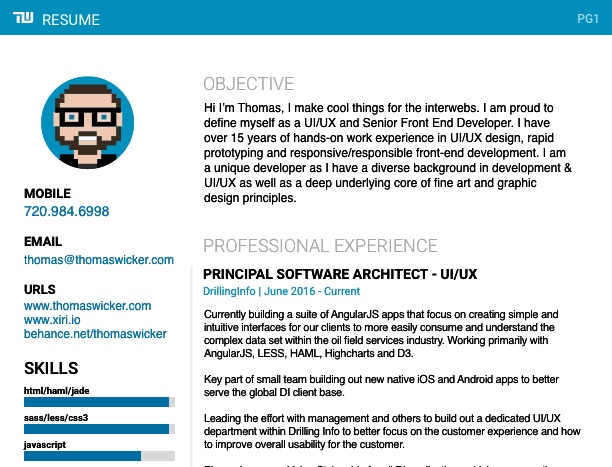 TW RESUME PG1
MOBILE
720.984.6998
EMAIL
thomas@thomaswicker.com
URLS
www.thomaswicker.com
www.xiri.io
behance.net/thomaswicker
SKILLS
html/haml/jade
sass/less/css3
javascript
OBJECTIVE
Hi I'm Thomas, I make cool things for the interwebs. I am proud to
define myself as a UI/UX and Senior Front End Developer. I have
over 15 years of hands-on work experience in UI/UX design, rapid
prototyping and responsive/responsible front-end development. I am
a unique developer as I have a diverse background in development &
UI/UX as well as a deep underlying core of fine art and graphic
design principles.
PROFESSIONAL EXPERIENCE
PRINCIPAL SOFTWARE ARCHITECT - UI/UX
DrillingInfo | June 2016 - Current
Currently building a suite of AngularJS apps that focus on creating simple and
intuitive interfaces for our clients to more easily consume and understand the
complex data set within the oil field services industry. Working primarily with
AngularJS, LESS, HAML, Highcharts and D3.
Key part of small team building out new native iOS and Android apps to better
serve the global DI client base.
Leading the effort with management and others to build out a dedicated UI/UX
department within Drilling Info to better focus on the customer experience and how
to improve overall usability for the customer.